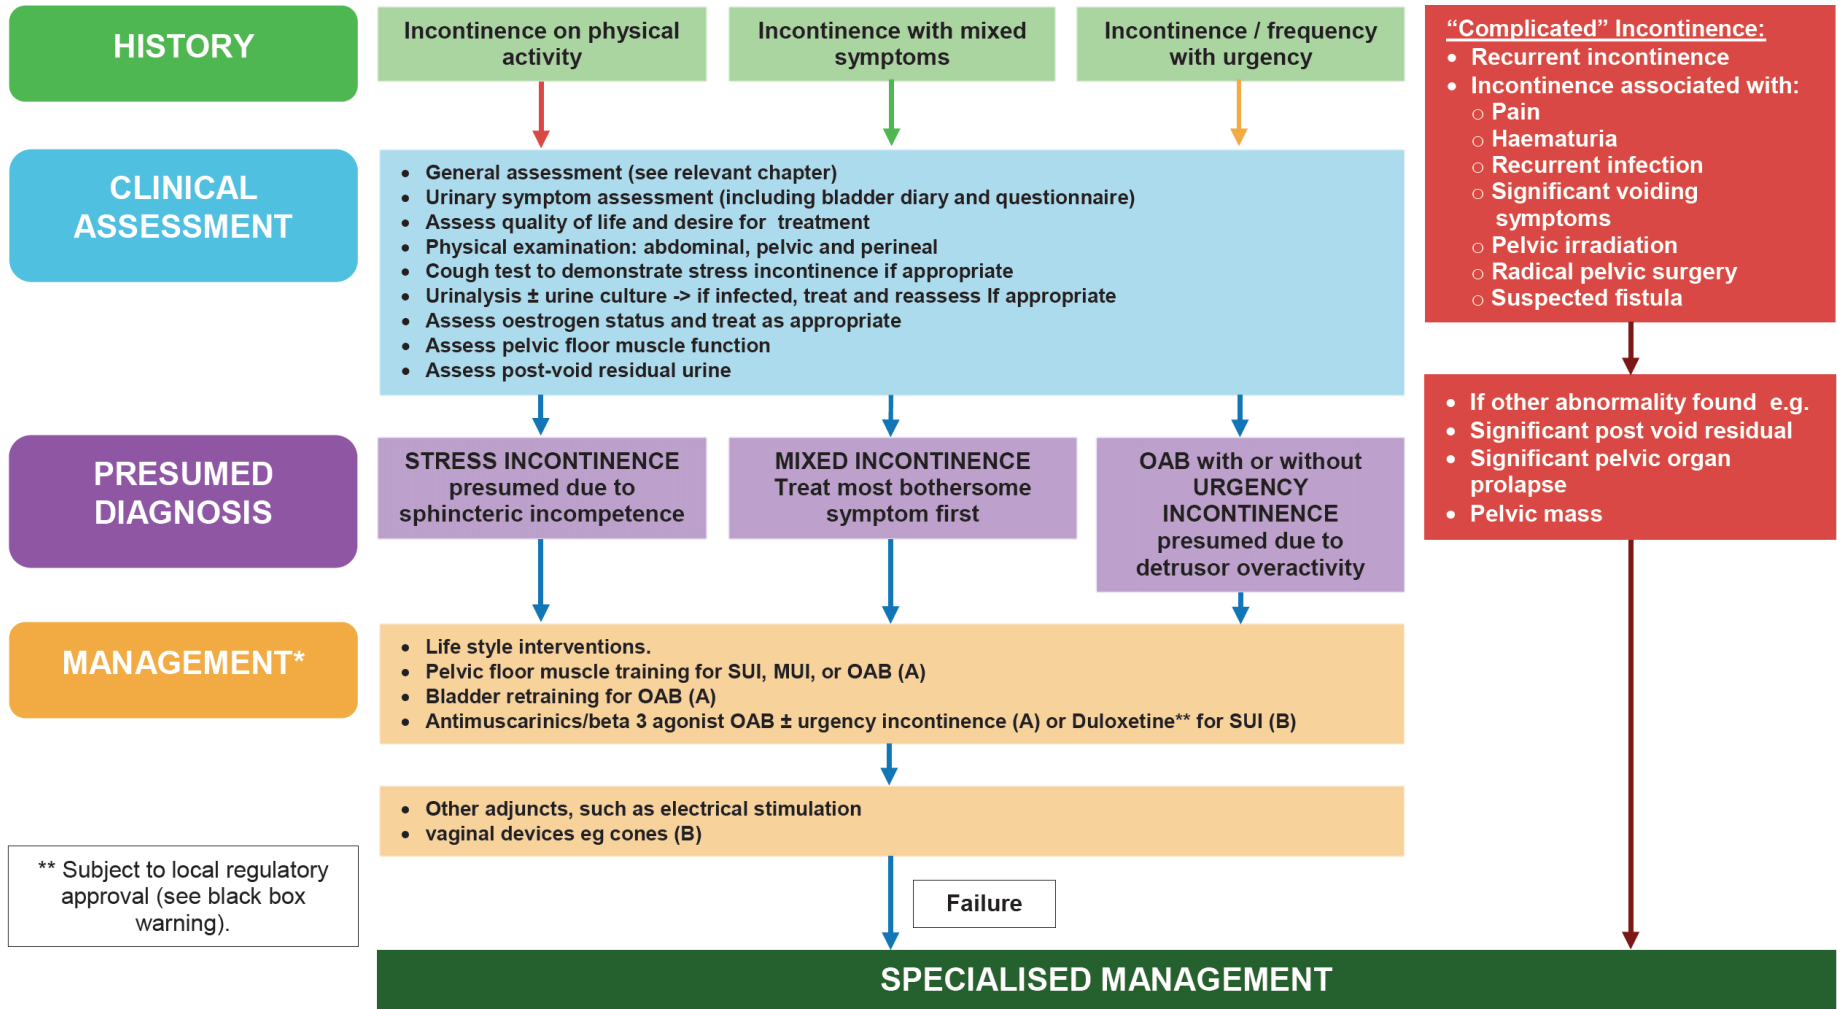 HISTORY
Incontinence on physical
activity
Incontinence with mixed
symptoms
Incontinence / frequency
with urgency
“Complicated” Incontinence:
• Recurrent incontinence
• Incontinence associated with:
o Pain
o Haematuria
o Recurrent infection
o Significant voiding
symptoms
o Pelvic irradiation
o Radical pelvic surgery
o Suspected fistula
CLINICAL
ASSESSMENT
• General assessment (see relevant chapter)
• Urinary symptom assessment (including bladder diary and questionnaire)
• Assess quality of life and desire for treatment
• Physical examination: abdominal, pelvic and perineal
• Cough test to demonstrate stress incontinence if appropriate
• Urinalysis ± urine culture -> if infected, treat and reassess If appropriate
• Assess oestrogen status and treat as appropriate
• Assess pelvic floor muscle function
• Assess post-void residual urine
• If other abnormality found e.g.
• Significant post void residual
• Significant pelvic organ
prolapse
• Pelvic mass
PRESUMED
DIAGNOSIS
STRESS INCONTINENCE
presumed due to
sphincteric incompetence
MIXED INCONTINENCE
Treat most bothersome
symptom first
OAB with or without
URGENCY
INCONTINENCE
presumed due to
detrusor overactivity
MANAGEMENT*
• Life style interventions.
• Pelvic floor muscle training for SUI, MUI, or OAB (A)
• Bladder retraining for OAB (A)
• Antimuscarinics/beta 3 agonist OAB ± urgency incontinence (A) or Duloxetine** for SUI (B)
• Other adjuncts, such as electrical stimulation
• vaginal devices eg cones (B)
** Subject to local regulatory
approval (see black box
warning).
Failure
SPECIALISED MANAGEMENT